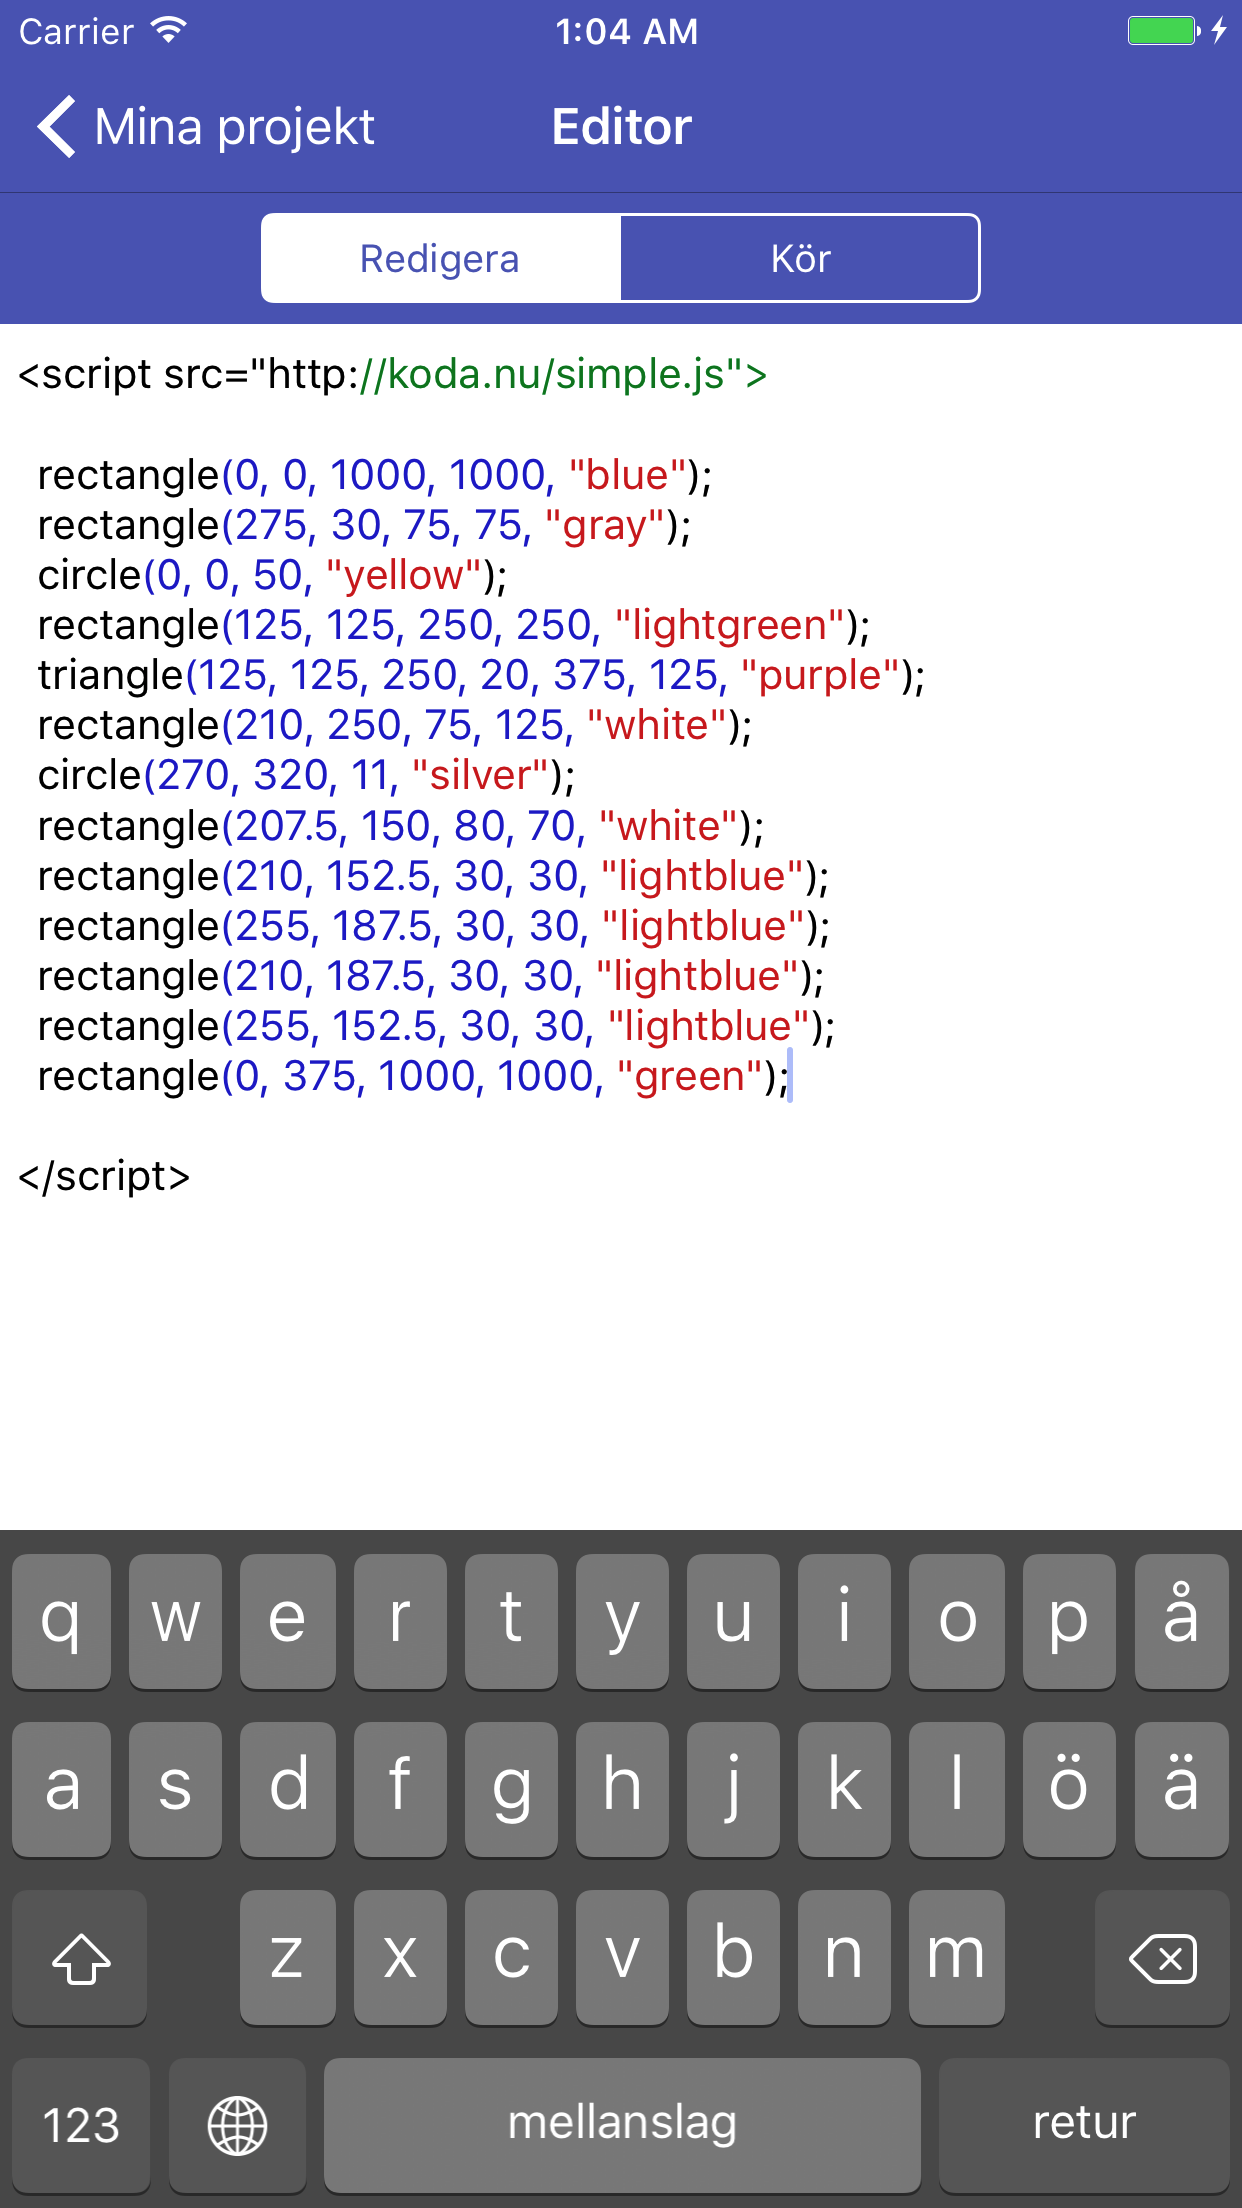 Carrier 1:04 AM
Mina projekt Editor
Redigera Kör
<script src="http://koda.nu/simple.js">
rectangle(0, 0, 1000, 1000, "blue");
rectangle(275, 30, 75, 75, "gray");
circle(0, 0, 50, "yellow");
rectangle(125, 125, 250, 250, "lightgreen");
triangle(125, 125, 250, 20, 375, 125, "purple");
rectangle(210, 250, 75, 125, "white");
circle(270, 320, 11, "silver");
rectangle(207.5, 150, 80, 70, "white");
rectangle(210, 152.5, 30, 30, "lightblue");
rectangle(255, 187.5, 30, 30, "lightblue");
rectangle(210, 187.5, 30, 30, "lightblue");
rectangle(255, 152.5, 30, 30, "lightblue");
rectangle(0, 375, 1000, 1000, "green");
</script>
q w e r t y u i o p å
a s d f g h j k l ö ä
z x c v b n m
123 mellanslag retur